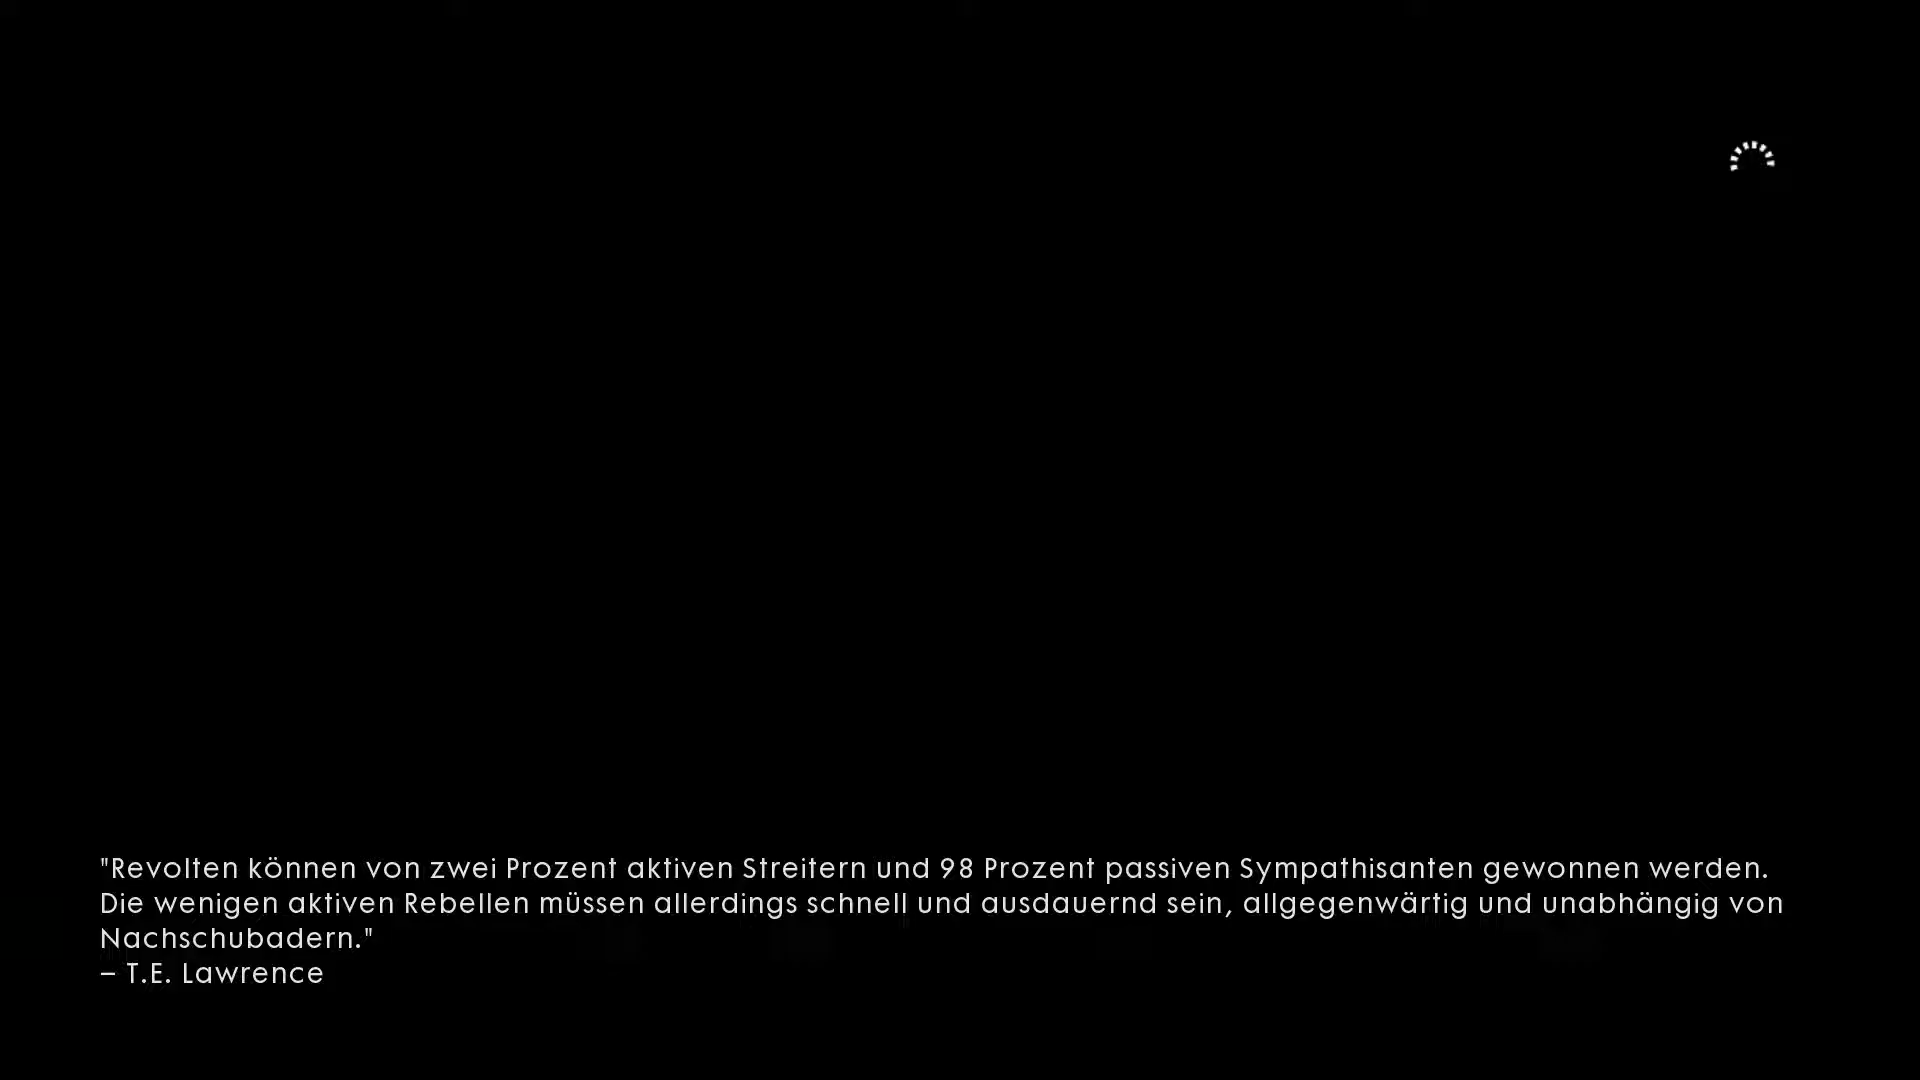 "Revolten können von zwei Prozent aktiven Streitern und 98 Prozent passiven Sympathisanten gewonnen werden.
Die wenigen aktiven Rebellen müssen allerdings schnell und ausdauernd sein, allgegenwärtig und unabhängig von
Nachschubadern."
– T.E. Lawrence